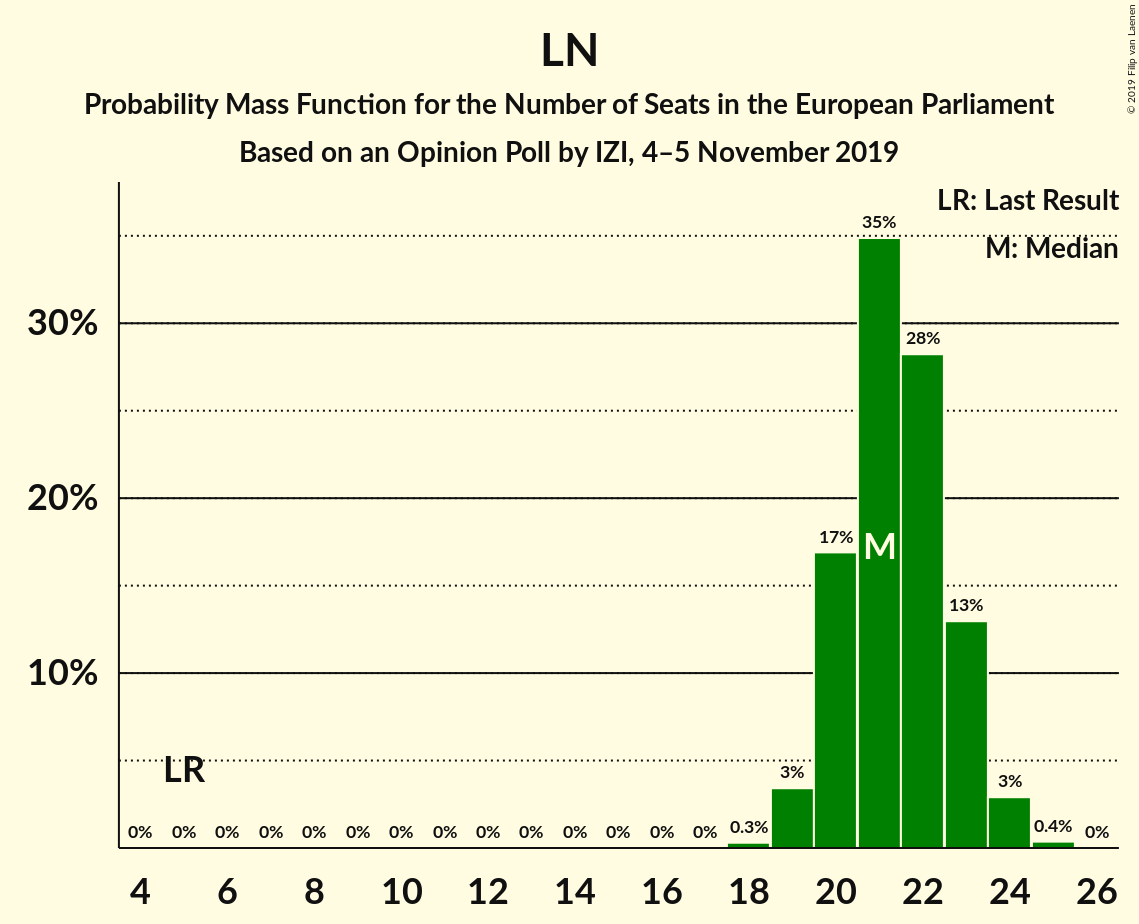 LN
Probability Mass Function for the Number of Seats in the European Parliament
Based on an Opinion Poll by IZI, 4–5 November 2019
© 2019 Filip van Laenen
LR: Last Result
M: Median
35%
30%
28%
20%
17%
M
13%
10%
LR
3%
3%
0% 0% 0% 0% 0% 0% 0% 0% 0% 0% 0% 0% 0% 0% 0.3% 0.4% 0%
4 6 8 10 12 14 16 18 20 22 24 26